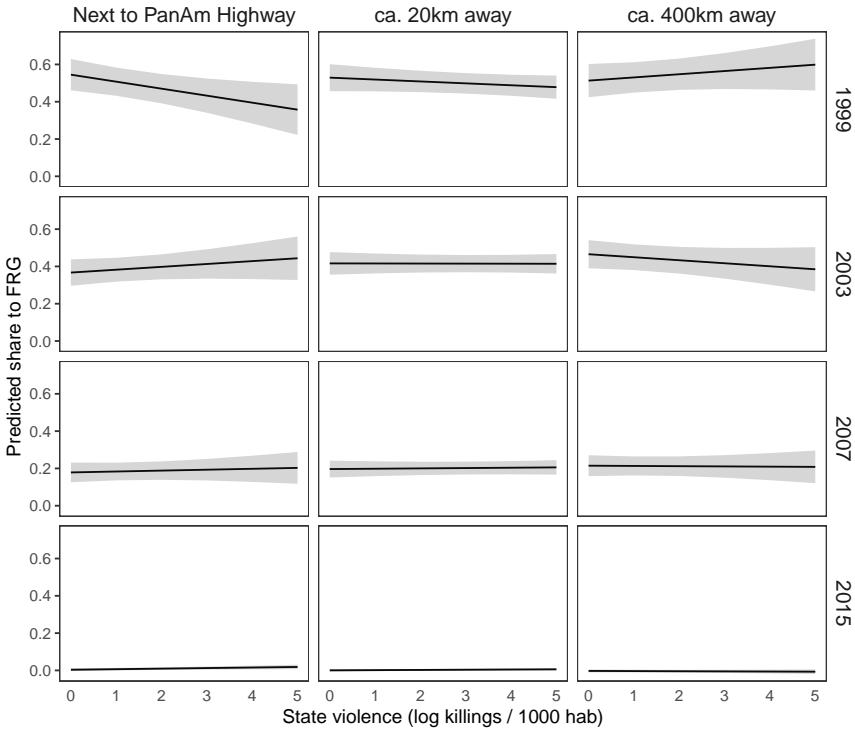 Next to PanAm Highway
ca. 20km away
ca. 400km away
0.6
0.4
0.2
0.0
1999
0.6
0.4
0.2
0.0
2003
0.6
0.4
0.2
0.0
2007
0.6
0.4
0.2
0.0
2015
Predicted share to FRG
0 1 2 3 4 5
0 1 2 3 4 5
0 1 2 3 4 5
State violence (log killings / 1000 hab)